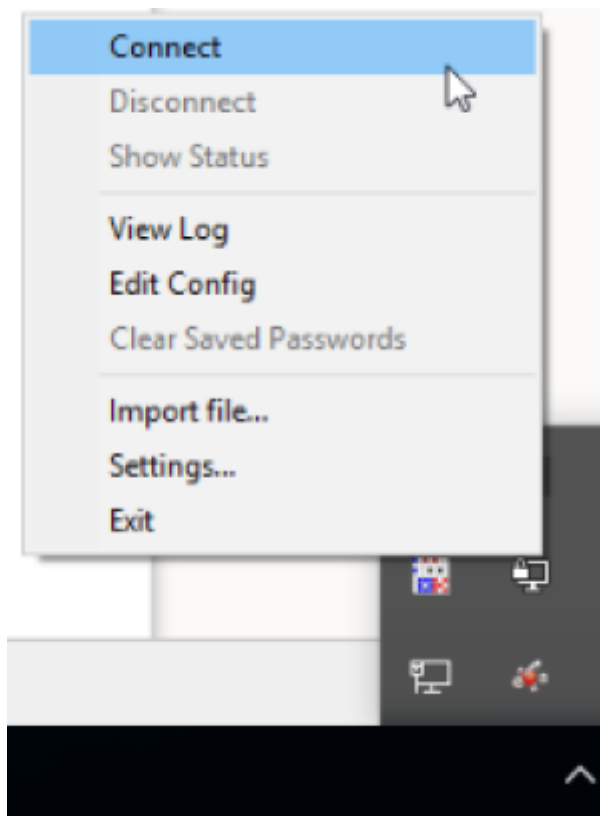 Connect
Disconnect
Show Status
View Log
Edit Config
Clear Saved Passwords
Import file...
Settings...
Exit